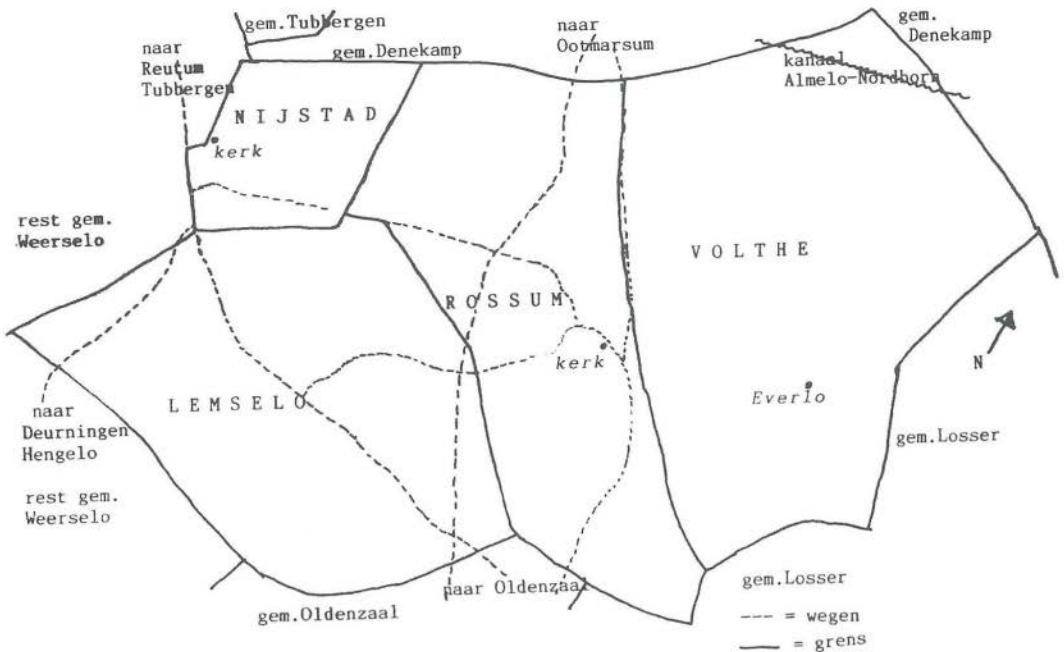 gem.Tubbergen
naar
Reutum
Tubbergen
gem.Denekamp
naar
Ootmarsum
gem.
Denekamp
kanaal
Almelo-Nordhorn
NIJSTAD
kerk
rest gem.
Weerselo
VOLTHE
ROSSUM
kerk
N
LEMSELO
Everlo
naar
Deurningen
Hengelo
gem.Losser
rest gem.
Weerselo
naar Oldenzaal
gem.Losser
gem.Oldenzaal
--- = wegen
— = grens